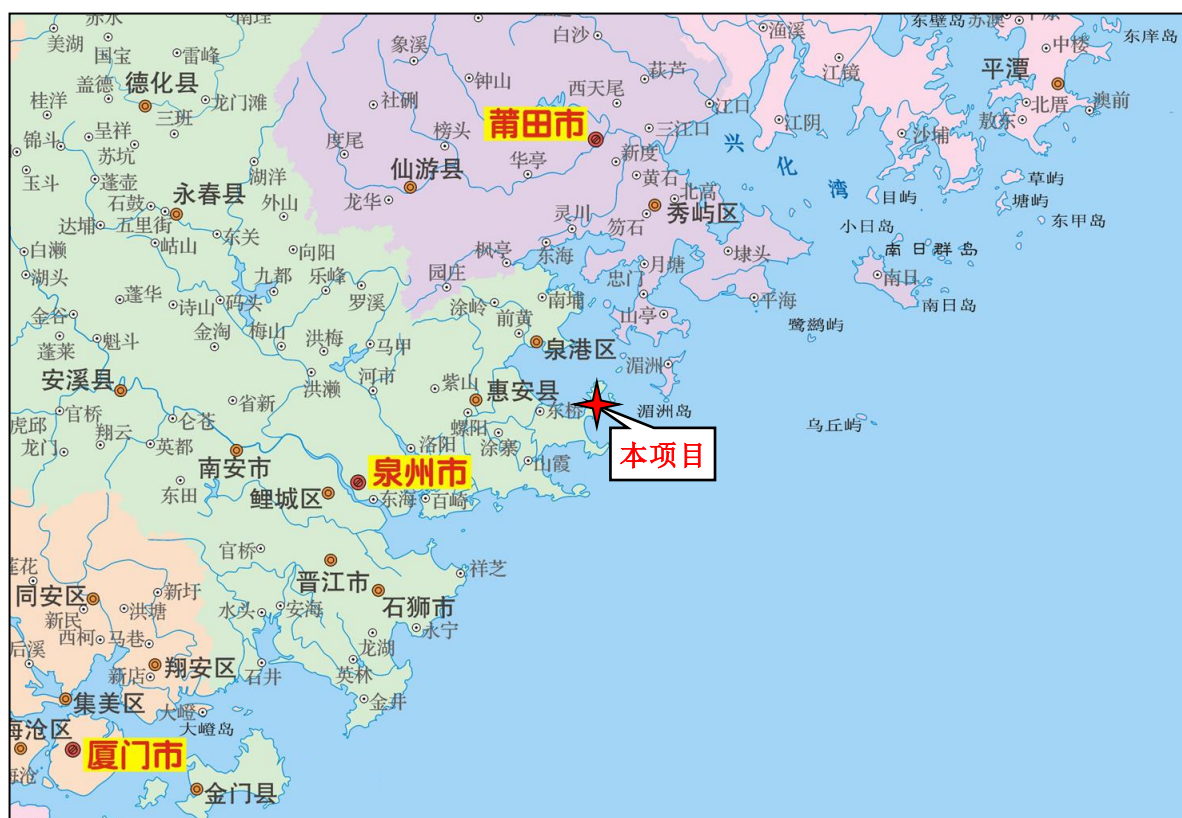 美湖
国宝
雷峰
盖德
德化县
桂洋
龙门滩
三班
锦斗
呈祥
苏坑
玉斗
蓬壶
湖洋
石鼓
永春县
外山
达埔
五里街
白濑
岵山
东关
向阳
湖头
九都
乐峰
蓬华
诗山
码头
罗溪
金谷
金淘
梅山
洪梅
马甲
蓬莱
魁斗
安溪县
洪濑
河市
省新
官桥
仑苍
虎邱
龙门
翔云
英都
南安市
洛阳
东田
鲤城区
泉州市
东海
百崎
象溪
白沙
钟山
荻芦
社硎
西天尾
莆田市
江口
度尾
榜头
三江口
仙游县
华亭
新度
黄石
龙华
北高
灵川
笏石
秀屿区
枫亭
东海
园庄
月塘
埭头
忠门
涂岭
南埔
平海
前黄
山亭
泉港区
湄洲
紫山
惠安县
东桥
湄洲岛
螺阳
涂寨
山霞
本项目
渔溪
江镜
东壁岛
苏澳
中楼
东庠岛
平潭
北厝
澳前
敖东
江阴
沙埔
兴化湾
目屿
草屿
塘屿
小日岛
东甲岛
南日群岛
南日
南日岛
鹭鹚屿
乌丘屿
官桥
晋江市
祥芝
石狮市
莲花
同安区
新圩
新民
洪塘
水头
安海
永宁
西柯
马巷
龙湖
后溪
翔安区
新店
石井
英林
集美区
大嶝
金井
大嶝岛
海沧区
厦门市
海沧
金门县